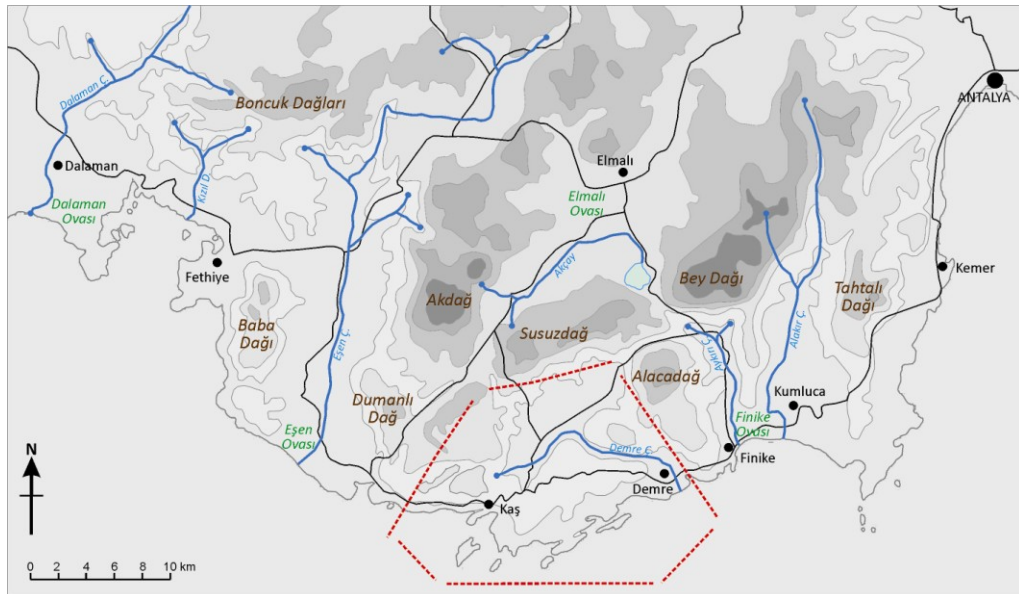 Dalaman Ç.
Boncuk Dağları
ANTALYA
Dalaman
Kızıl D.
Elmalı
Dalaman
Ovası
Elmalı
Ovası
Fethiye
Akçay
Kemer
Bey Dağı
Akdağ
Tahtalı
Dağı
Baba
Dağı
Eşen Ç.
Susuzdağ
Aykırı Ç.
Alakır Ç.
Alacadağ
Dumanlı
Dağ
Kumluca
Eşen
Ovası
Finike
Ovası
Demre Ç.
Finike
N
Demre
Kaş
0 2 4 6 8 10 km